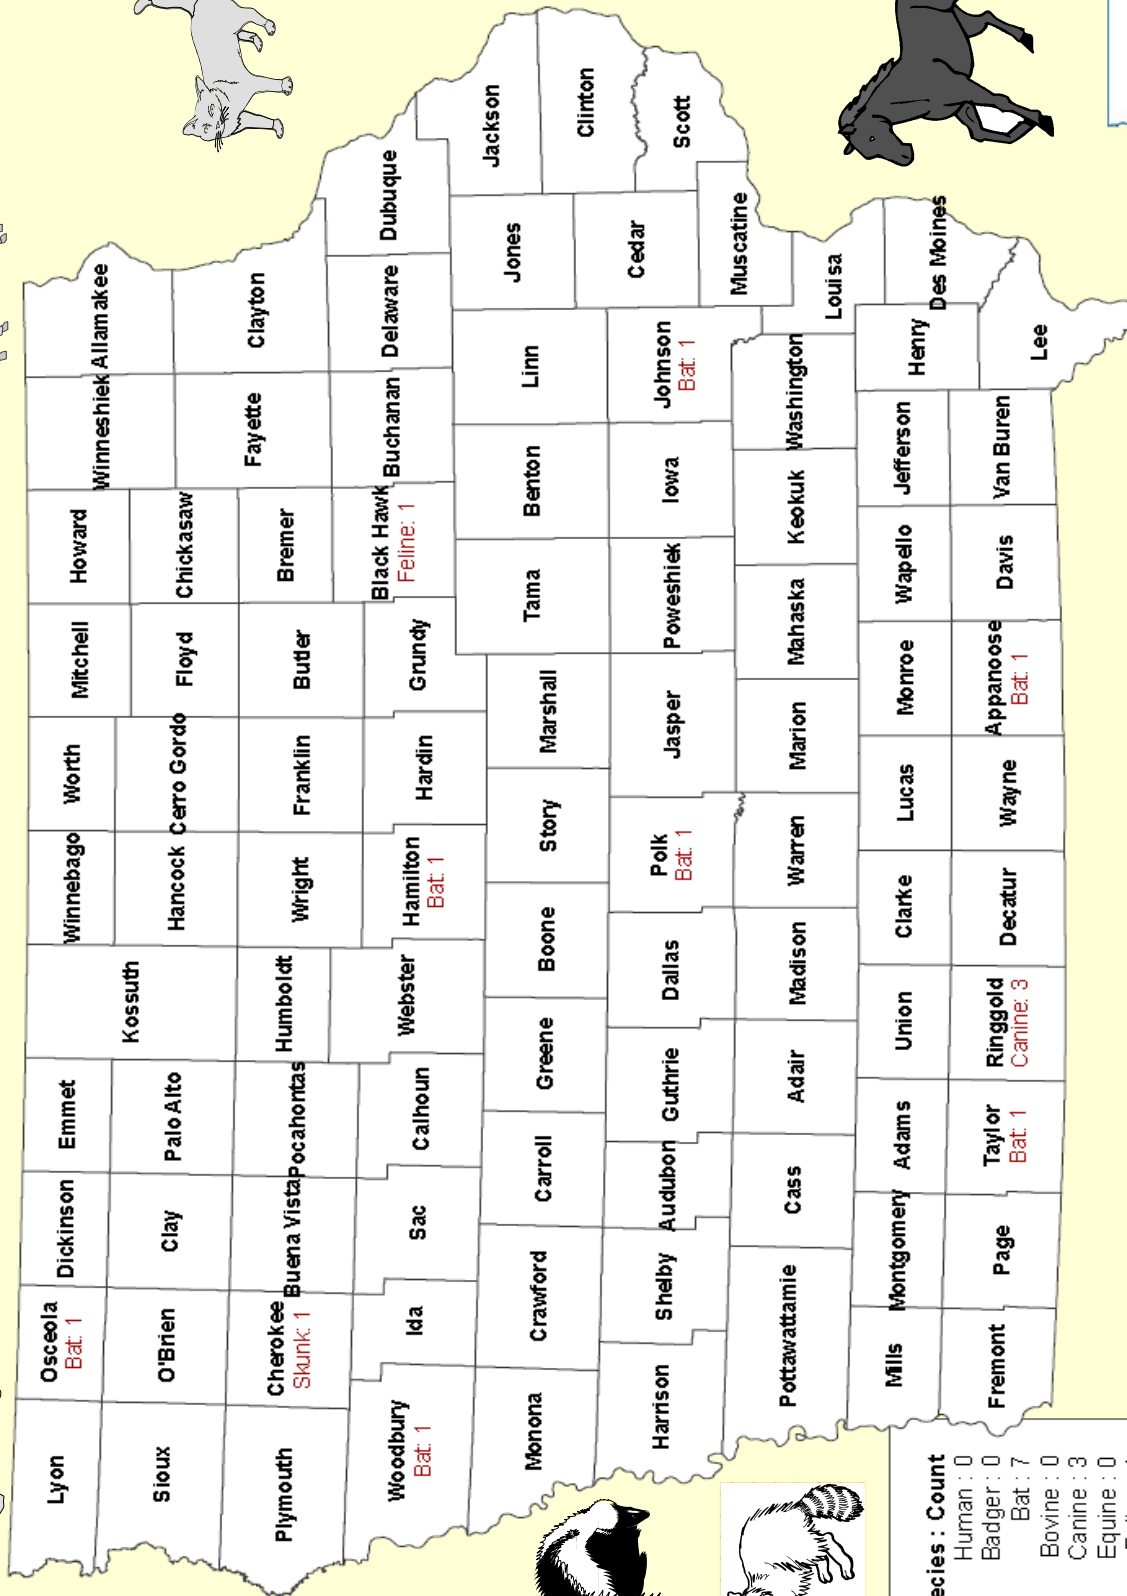 Lyon
Osceola
Bat: 1
Dickinson
Emmet
Kossuth
Winnebago
Worth
Mitchell
Howard
Winneshiek
Allamakee
Sioux
O'Brien
Clay
Palo Alto
Hancock
Cerro Gordo
Floyd
Chickasaw
Fayette
Clayton
Plymouth
Cherokee
Skunk: 1
Buena Vista
Pocahontas
Humboldt
Wright
Franklin
Butler
Bremer
Woodbury
Bat: 1
Ida
Sac
Calhoun
Webster
Hamilton
Bat: 1
Hardin
Grundy
Black Hawk
Feline: 1
Buchanan
Delaware
Dubuque
Monona
Crawford
Carroll
Greene
Boone
Story
Marshall
Tama
Benton
Linn
Jones
Jackson
Clinton
Harrison
Shelby
Audubon
Guthrie
Dallas
Polk
Bat: 1
Jasper
Poweshiek
Iowa
Johnson
Bat: 1
Cedar
Scott
Muscatine
Pottawattamie
Cass
Adair
Madison
Warren
Marion
Mahaska
Keokuk
Washington
Louisa
Mills
Montgomery
Adams
Union
Clarke
Lucas
Monroe
Wapello
Jefferson
Henry
Des Moines
Fremont
Page
Taylor
Bat: 1
Ringgold
Canine: 3
Decatur
Wayne
Appanoose
Bat: 1
Davis
Van Buren
Lee
ecies : Count
Human : 0
Badger : 0
Bat : 7
Bovine : 0
Canine : 3
Equine : 0